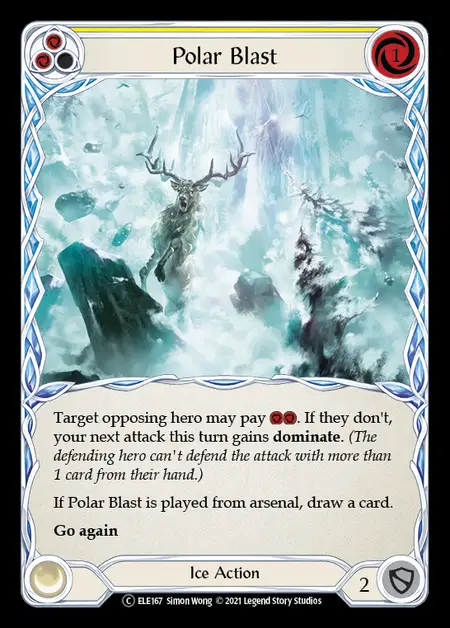 Polar Blast
1
Target opposing hero may pay. If they don't,
your next attack this turn gains dominate. (The
defending hero can't defend the attack with more than
1 card from their hand.)
If Polar Blast is played from arsenal, draw a card.
Go again
Ice Action
2
C ELE167 Simon Wong © 2021 Legend Story Studios